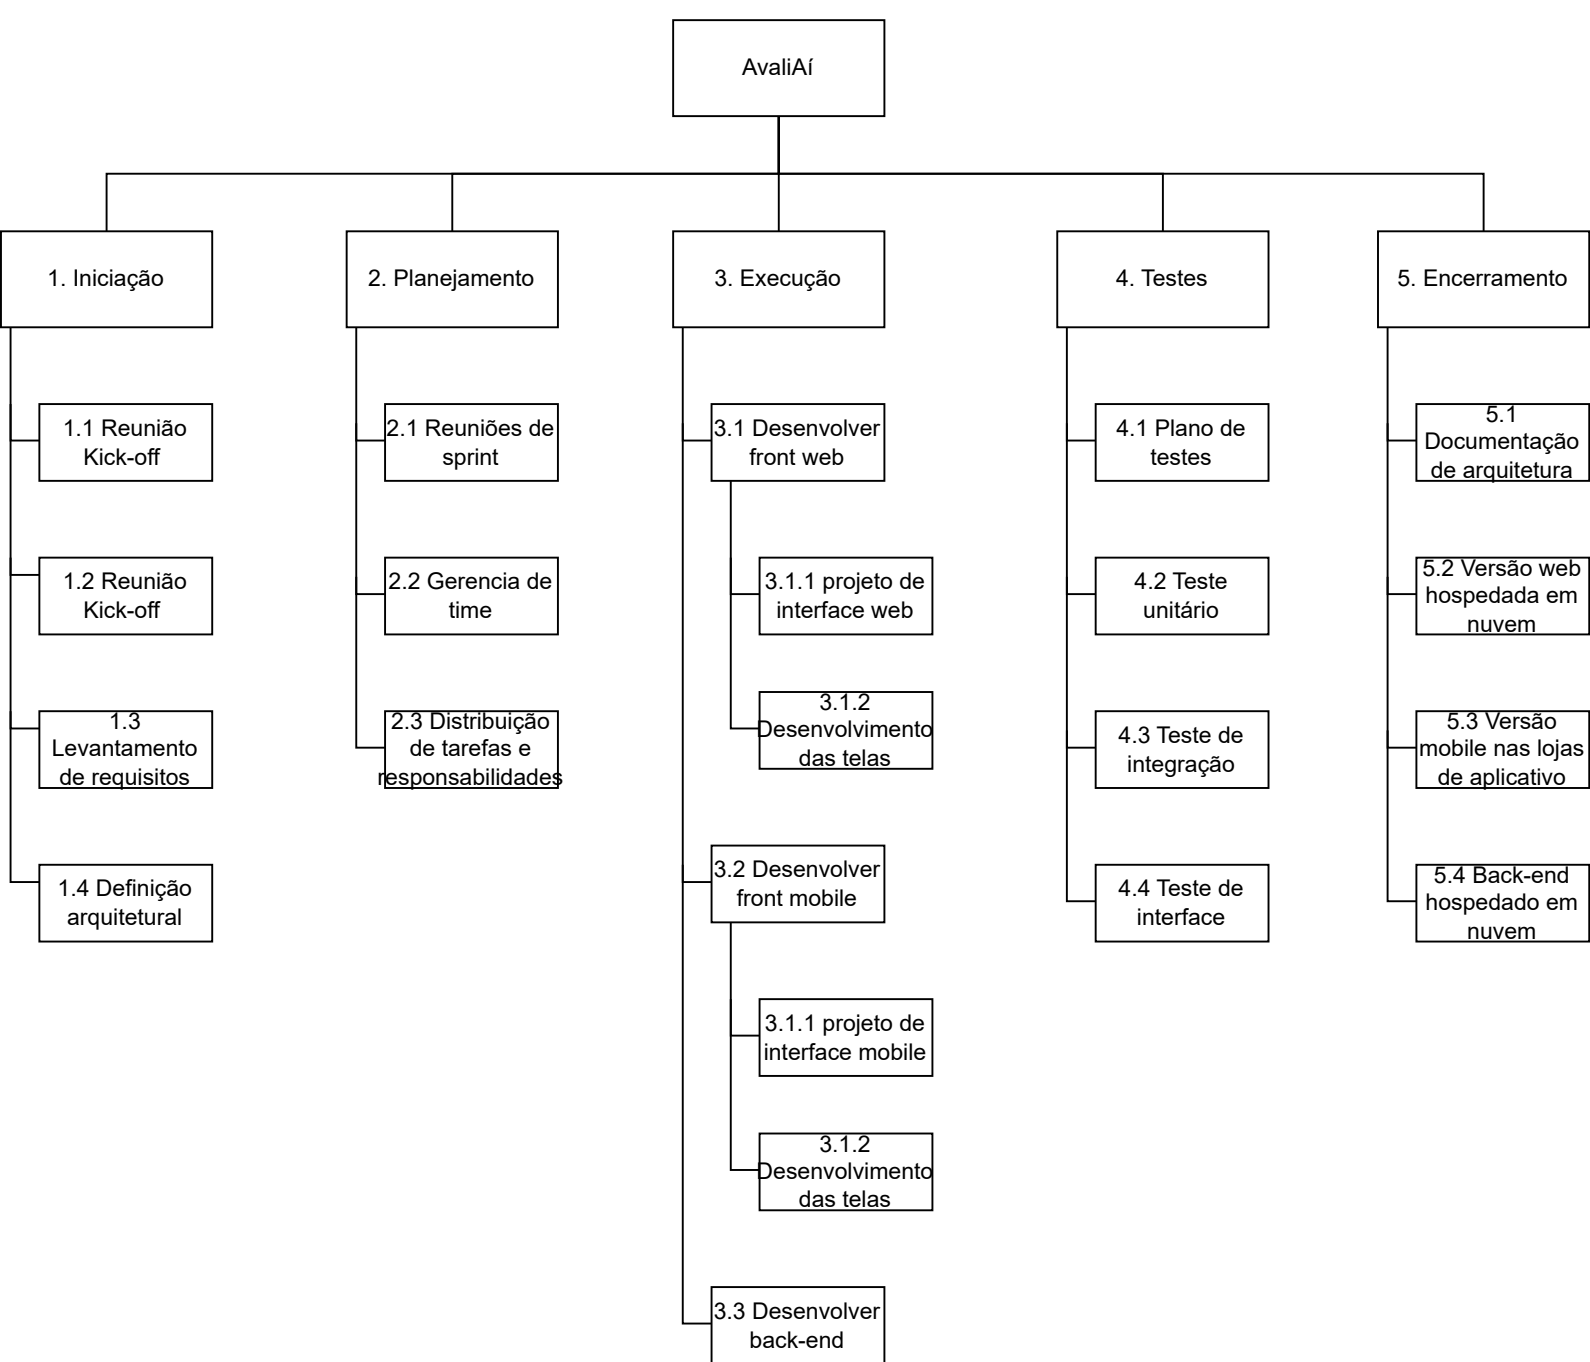 AvaliAí
1. Iniciação
2. Planejamento
3. Execução
4. Testes
5. Encerramento
1.1 Reunião
Kick-off
1.2 Reunião
Kick-off
1.3
Levantamento
de requisitos
1.4 Definição
arquitetural
2.1 Reuniões de
sprint
2.2 Gerencia de
time
2.3 Distribuição
de tarefas e
responsabilidades
3.1 Desenvolver
front web
3.1.1 projeto de
interface web
3.1.2
Desenvolvimento
das telas
3.2 Desenvolver
front mobile
3.1.1 projeto de
interface mobile
3.1.2
Desenvolvimento
das telas
3.3 Desenvolver
back-end
4.1 Plano de
testes
4.2 Teste
unitário
4.3 Teste de
integração
4.4 Teste de
interface
5.1
Documentação
de arquitetura
5.2 Versão web
hospedada em
nuvem
5.3 Versão
mobile nas lojas
de aplicativo
5.4 Back-end
hospedado em
nuvem